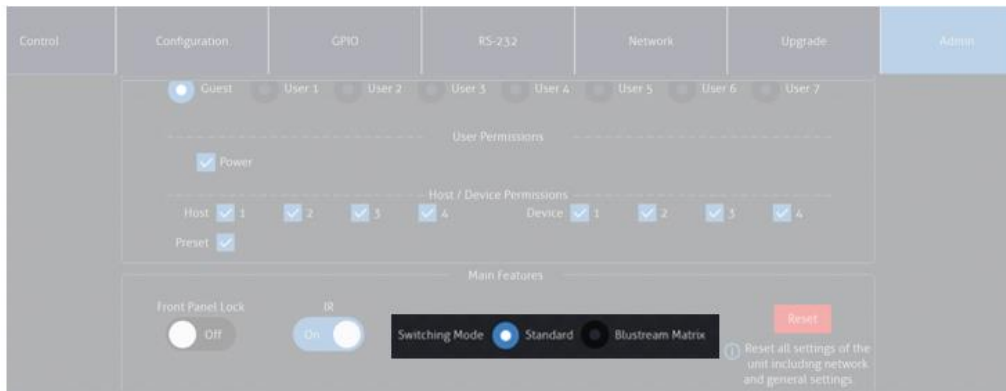 Control Configuration GPIO RS-232 Network Upgrade Admin
Guest User 1 User 2 User 3 User 4 User 5 User 6 User 7
User Permissions
Power
Host / Device Permissions
Host 1 2 3 4 Device 1 2 3 4
Preset
Main Features
Front Panel Lock IR
Off On Switching Mode Standard Blustream Matrix Reset
Reset all settings of the
unit including network
and general settings